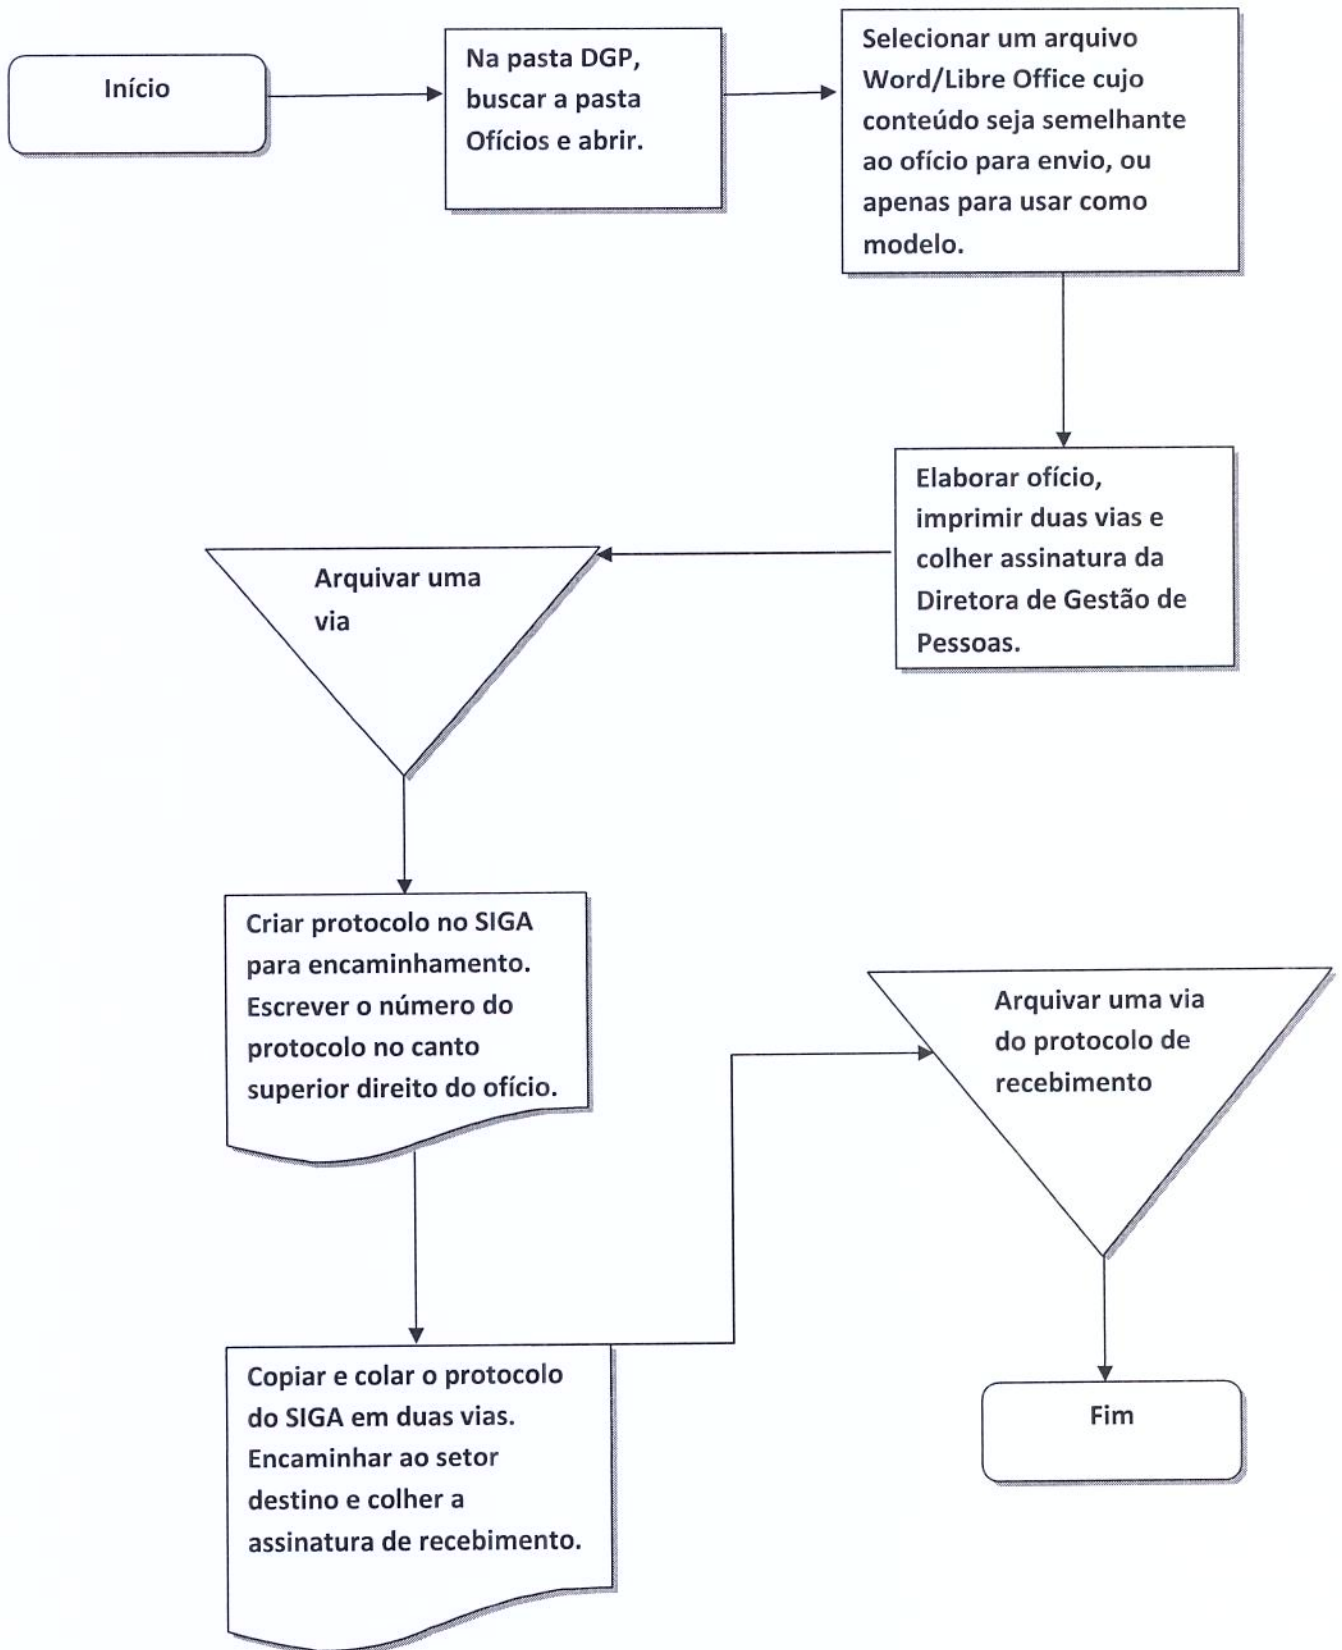 Início
Na pasta DGP,
buscar a pasta
Ofícios e abrir.
Selecionar um arquivo
Word/Libre Office cujo
conteúdo seja semelhante
ao ofício para envio, ou
apenas para usar como
modelo.
Elaborar ofício,
imprimir duas vias e
colher assinatura da
Diretora de Gestão de
Pessoas.
Arquivar uma
via
Criar protocolo no SIGA
para encaminhamento.
Escrever o número do
protocolo no canto
superior direito do ofício.
Copiar e colar o protocolo
do SIGA em duas vias.
Encaminhar ao setor
destino e colher a
assinatura de recebimento.
Arquivar uma via
do protocolo de
recebimento
Fim